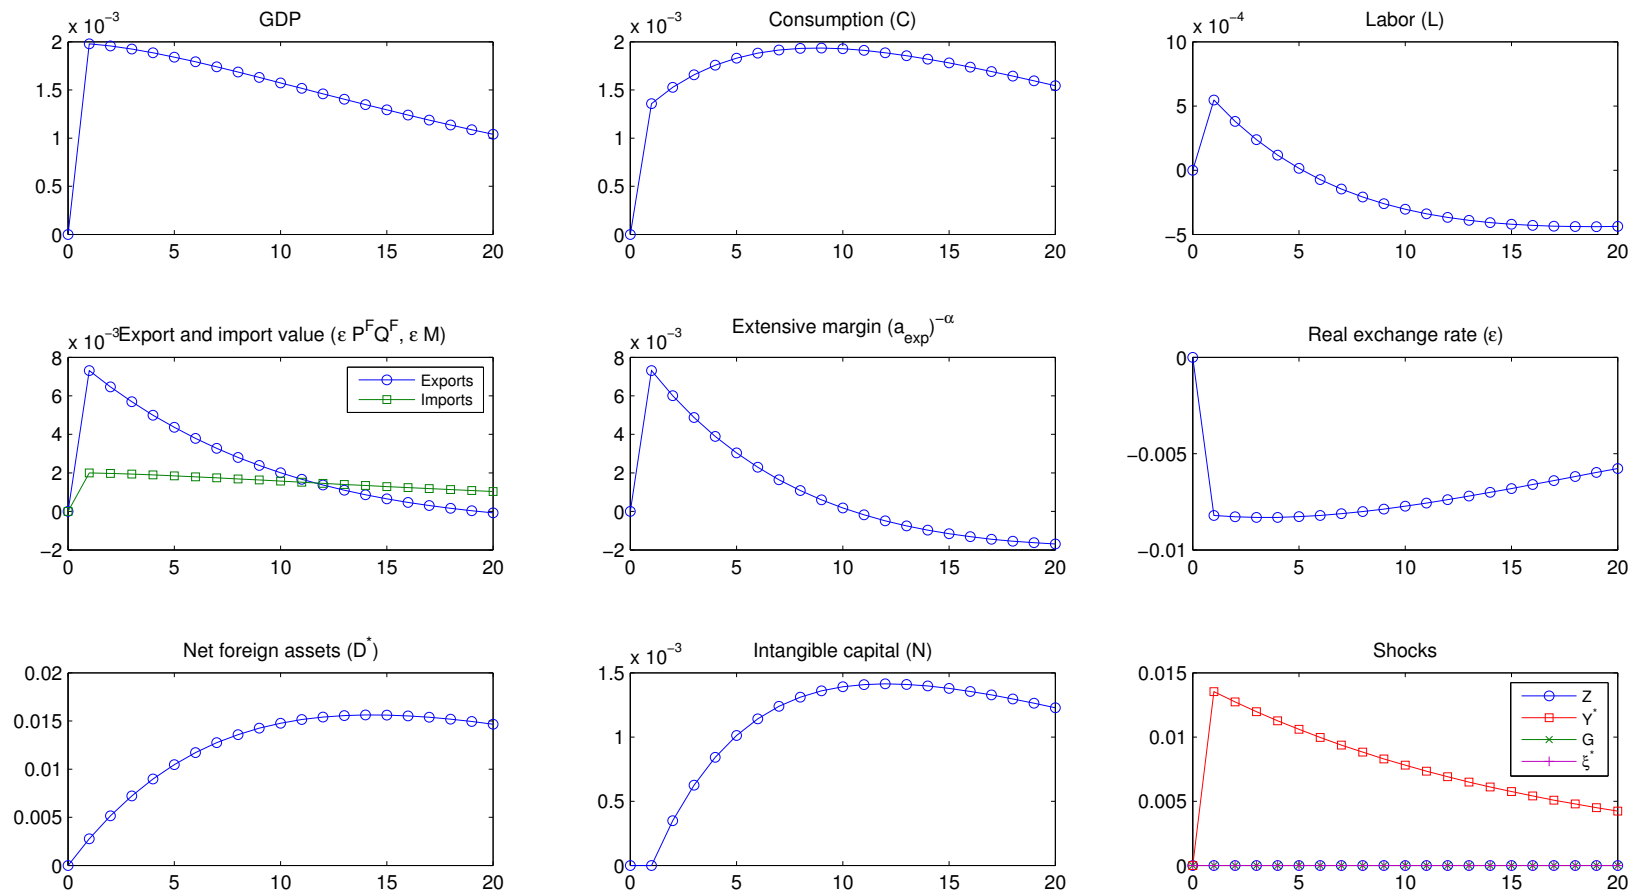 GDP
x 10⁻³
2
1.5
1
0.5
0
0 5 10 15 20
Consumption (C)
x 10⁻³
2
1.5
1
0.5
0
0 5 10 15 20
Labor (L)
x 10⁻⁴
10
5
0
−5
0 5 10 15 20
x 10⁻³ Export and import value (ε P^F Q^F, ε M)
8
6
4
2
0
−2
0 5 10 15 20
Exports
Imports
Extensive margin (a_exp)^−α
x 10⁻³
8
6
4
2
0
−2
0 5 10 15 20
Real exchange rate (ε)
0
−0.005
−0.01
0 5 10 15 20
Net foreign assets (D*)
0.02
0.015
0.01
0.005
0
0 5 10 15 20
Intangible capital (N)
x 10⁻³
1.5
1
0.5
0
0 5 10 15 20
Shocks
0.015
0.01
0.005
0
0 5 10 15 20
Z
Y*
G
ξ*